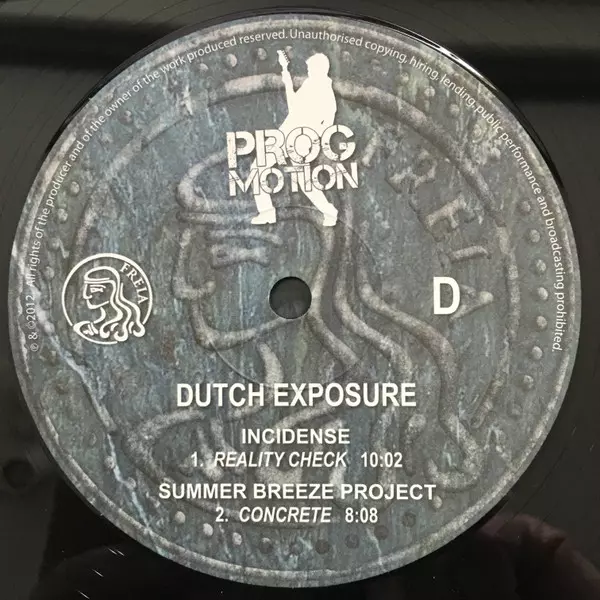 ℗ & ©2012. All rights of the producer and of the owner of the work produced reserved. Unauthorised copying, hiring, lending, public performance and broadcasting prohibited.
PROG
MOTION
FREIA
FREIA
D
DUTCH EXPOSURE
INCIDENSE
1. REALITY CHECK 10:02
SUMMER BREEZE PROJECT
2. CONCRETE 8:08